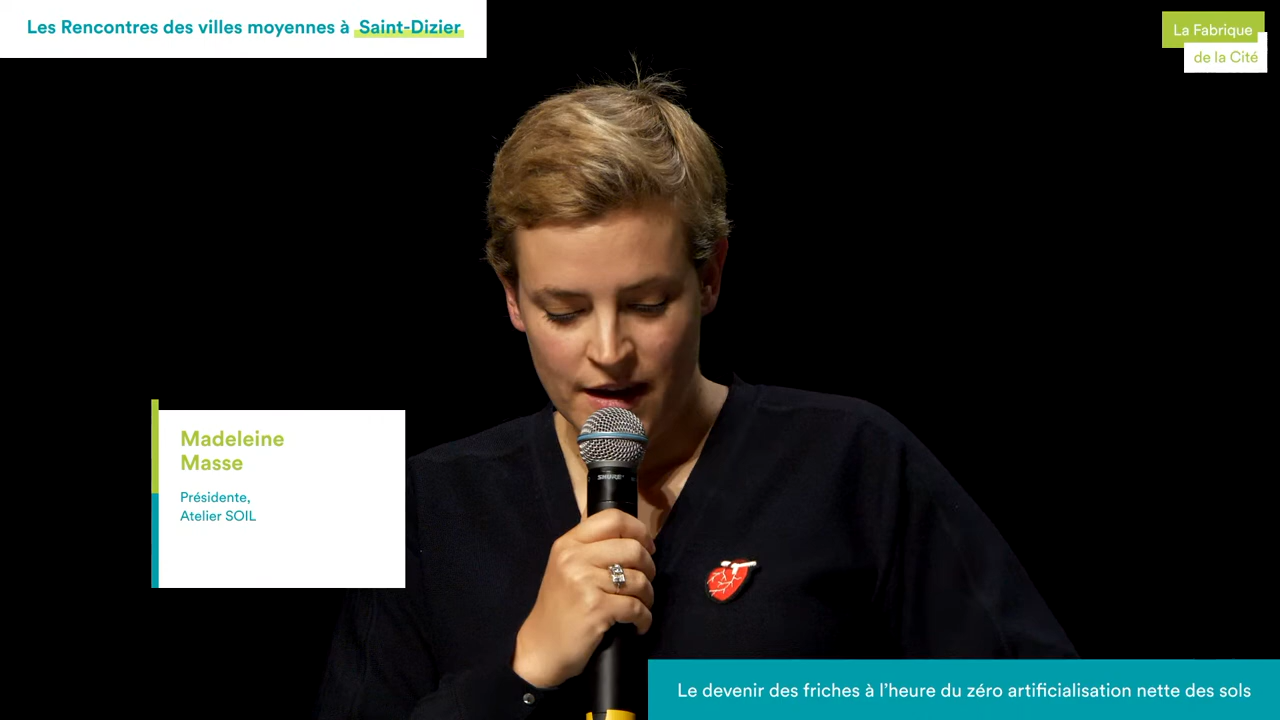 Les Rencontres des villes moyennes à Saint-Dizier
La Fabrique
de la Cité
Madeleine
Masse
Présidente,
Atelier SOIL
SHURE
Le devenir des friches à l'heure du zéro artificialisation nette des sols